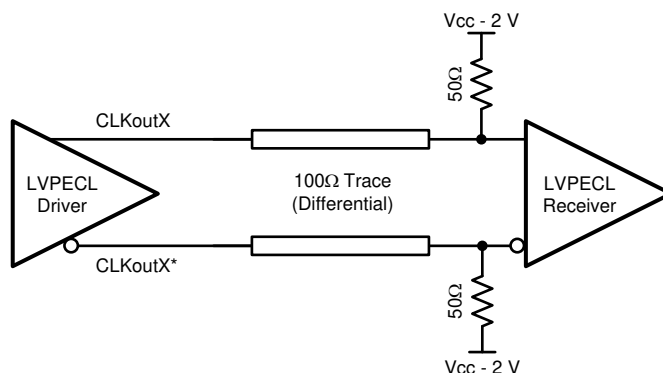 Vcc - 2 V
50Ω
CLKoutX
LVPECL
Driver
100Ω Trace
(Differential)
LVPECL
Receiver
CLKoutX*
50Ω
Vcc - 2 V